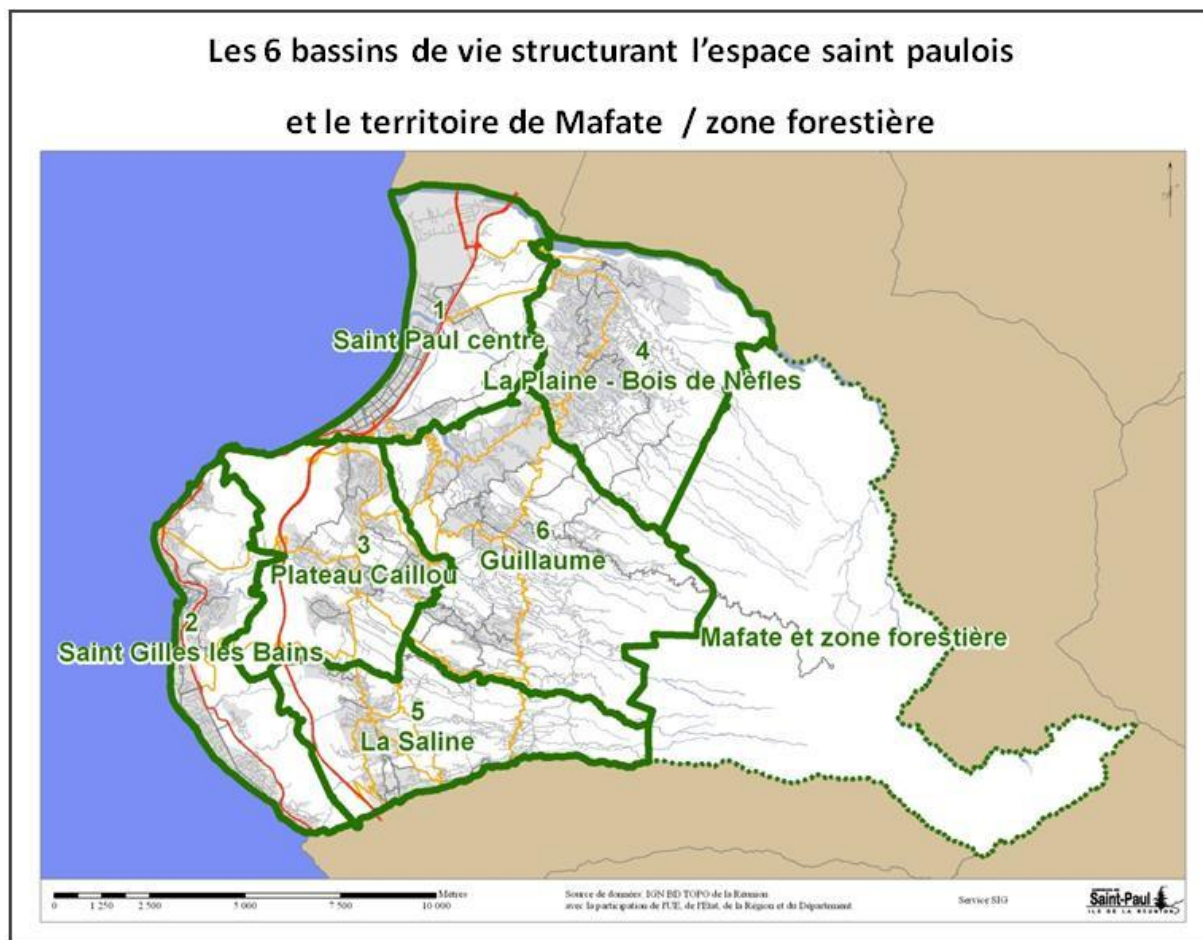 Les 6 bassins de vie structurant l'espace saint paulois
et le territoire de Mafate / zone forestière
1
Saint Paul centre
4
La Plaine - Bois de Nèfles
6
Guillaume
3
Plateau Caillou
2
Saint Gilles les Bains
Mafate et zone forestière
5
La Saline
Mètres
0 1 250 2 500 5 000 7 500 10 000
Source de données: IGN BD TOPO de la Réunion
avec la participation de l'UE, de l'Etat, de la Région et du Département
Service SIG
Saint-Paul
ILE DE LA RÉUNION